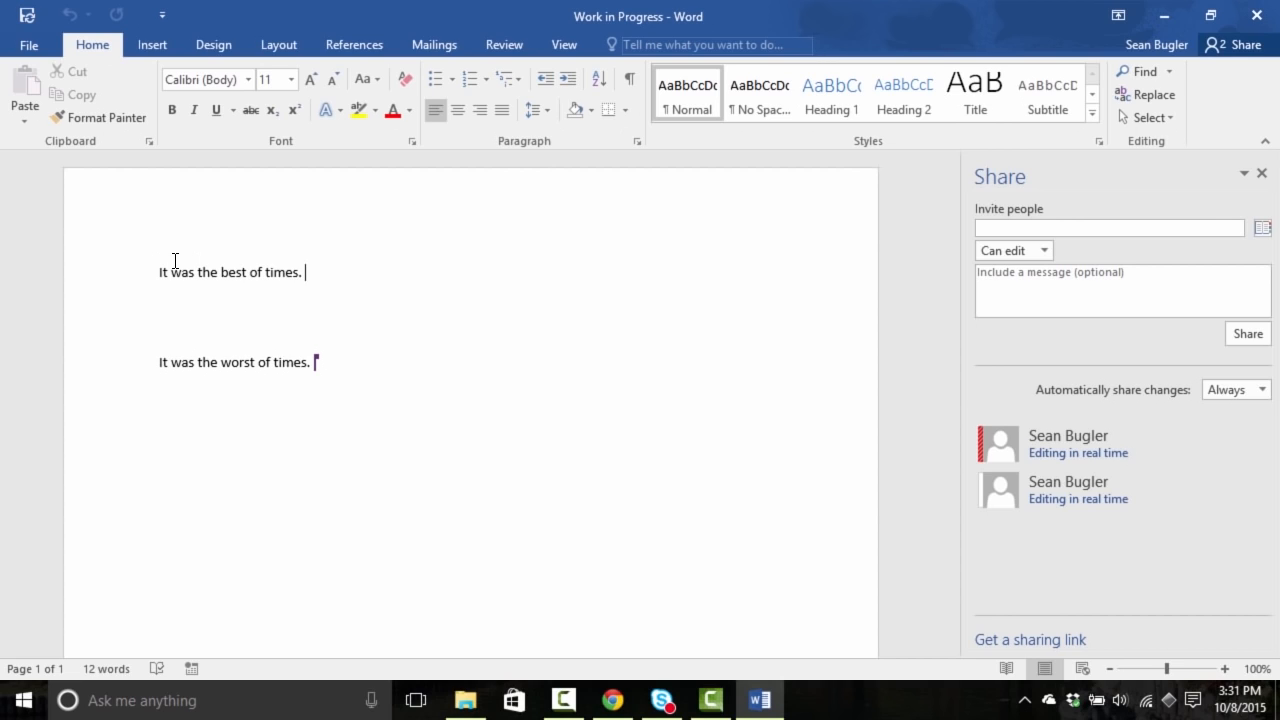 Work in Progress - Word
File Home Insert Design Layout References Mailings Review View Tell me what you want to do... Sean Bugler 2 Share
Paste Cut Copy Format Painter
Calibri (Body) 11 Aa
B I U abc X₂ X² A A
AaBbCcDc AaBbCcDc AaBbCc AaBbCcD AaB AaBbCcD
¶ Normal ¶ No Spac... Heading 1 Heading 2 Title Subtitle
Find
Replace
Select
Clipboard Font Paragraph Styles Editing
It was the best of times.
It was the worst of times.
Share
Invite people
Can edit
Include a message (optional)
Share
Automatically share changes: Always
Sean Bugler
Editing in real time
Sean Bugler
Editing in real time
Get a sharing link
Page 1 of 1 12 words 100%
Ask me anything
3:31 PM
10/8/2015